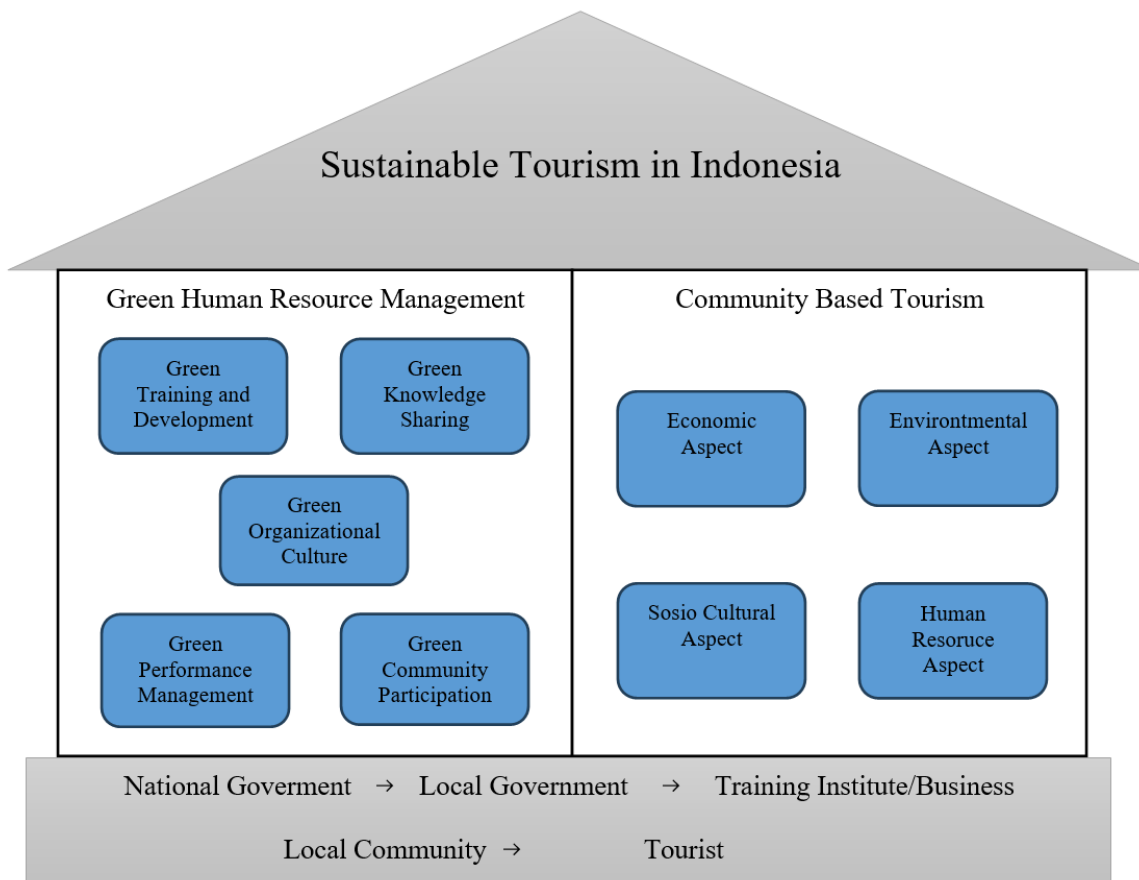 Sustainable Tourism in Indonesia
Green Human Resource Management
Green
Training and
Development
Green
Knowledge
Sharing
Green
Organizational
Culture
Green
Performance
Management
Green
Community
Participation
Community Based Tourism
Economic
Aspect
Environtmental
Aspect
Sosio Cultural
Aspect
Human
Resoruce
Aspect
National Goverment → Local Government → Training Institute/Business
Local Community → Tourist